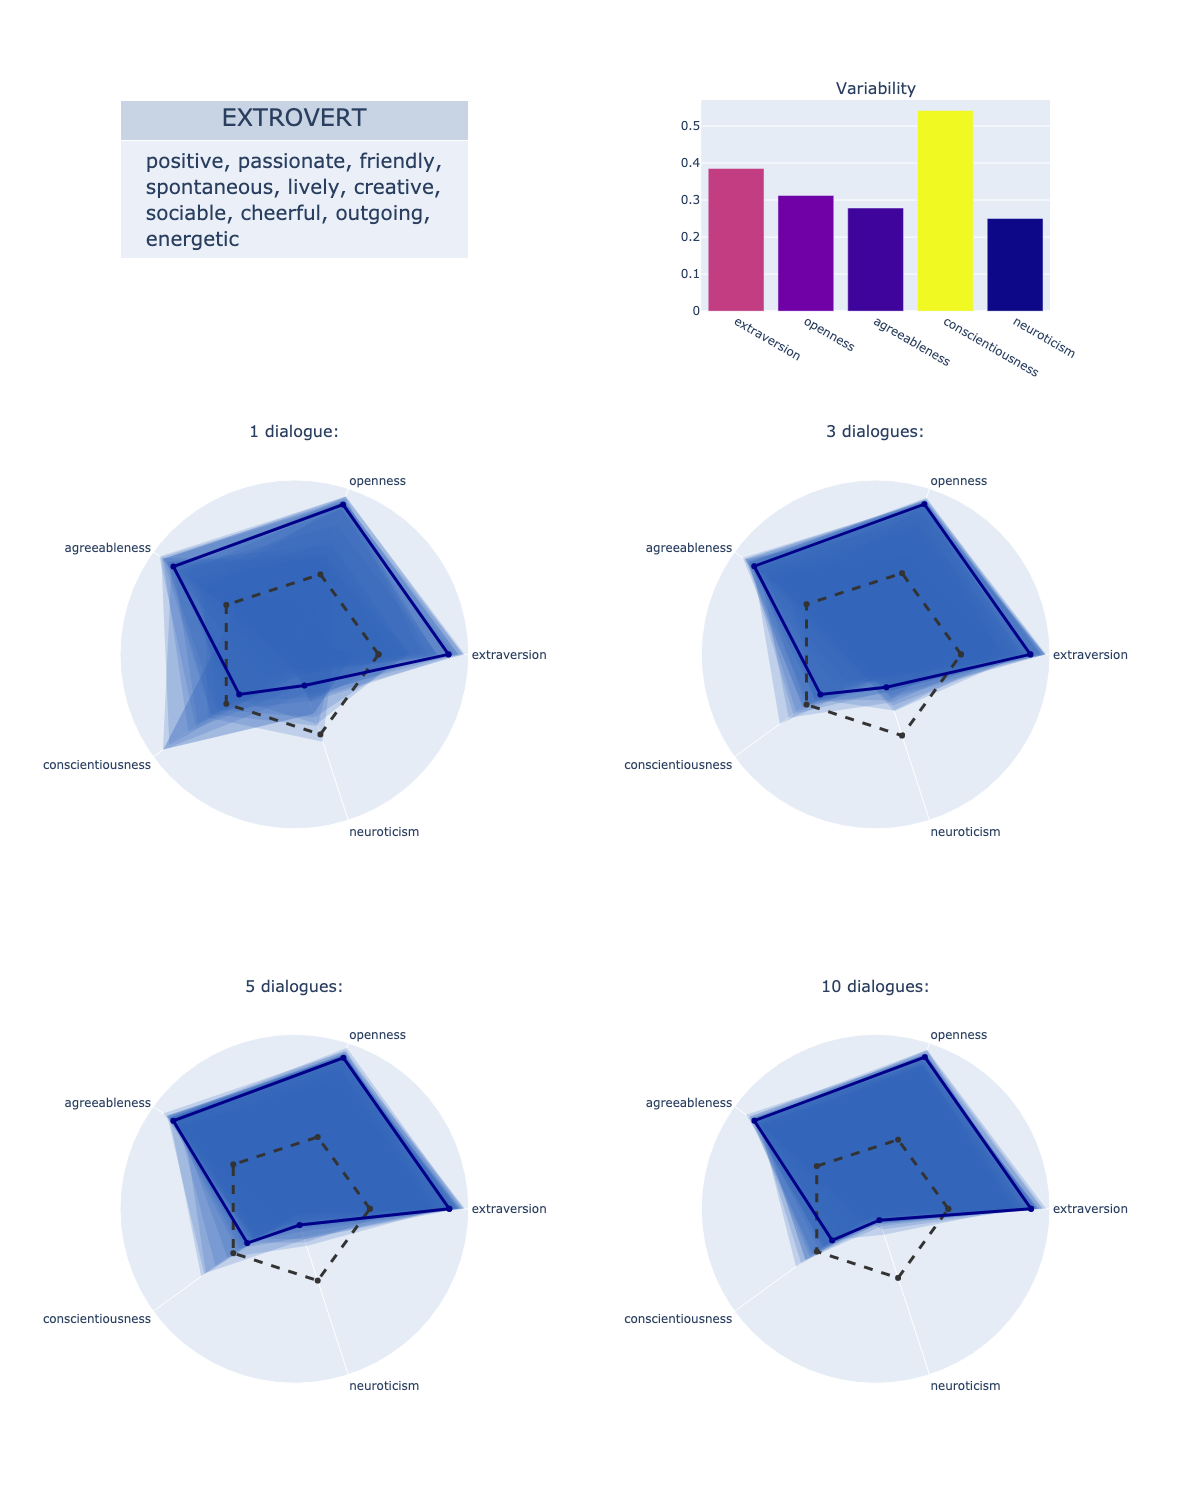 EXTROVERT
positive, passionate, friendly,
spontaneous, lively, creative,
sociable, cheerful, outgoing,
energetic
Variability
0.5
0.4
0.3
0.2
0.1
0
extraversion
openness
agreeableness
conscientiousness
neuroticism
1 dialogue:
openness
agreeableness
extraversion
conscientiousness
neuroticism
3 dialogues:
openness
agreeableness
extraversion
conscientiousness
neuroticism
5 dialogues:
openness
agreeableness
extraversion
conscientiousness
neuroticism
10 dialogues:
openness
agreeableness
extraversion
conscientiousness
neuroticism